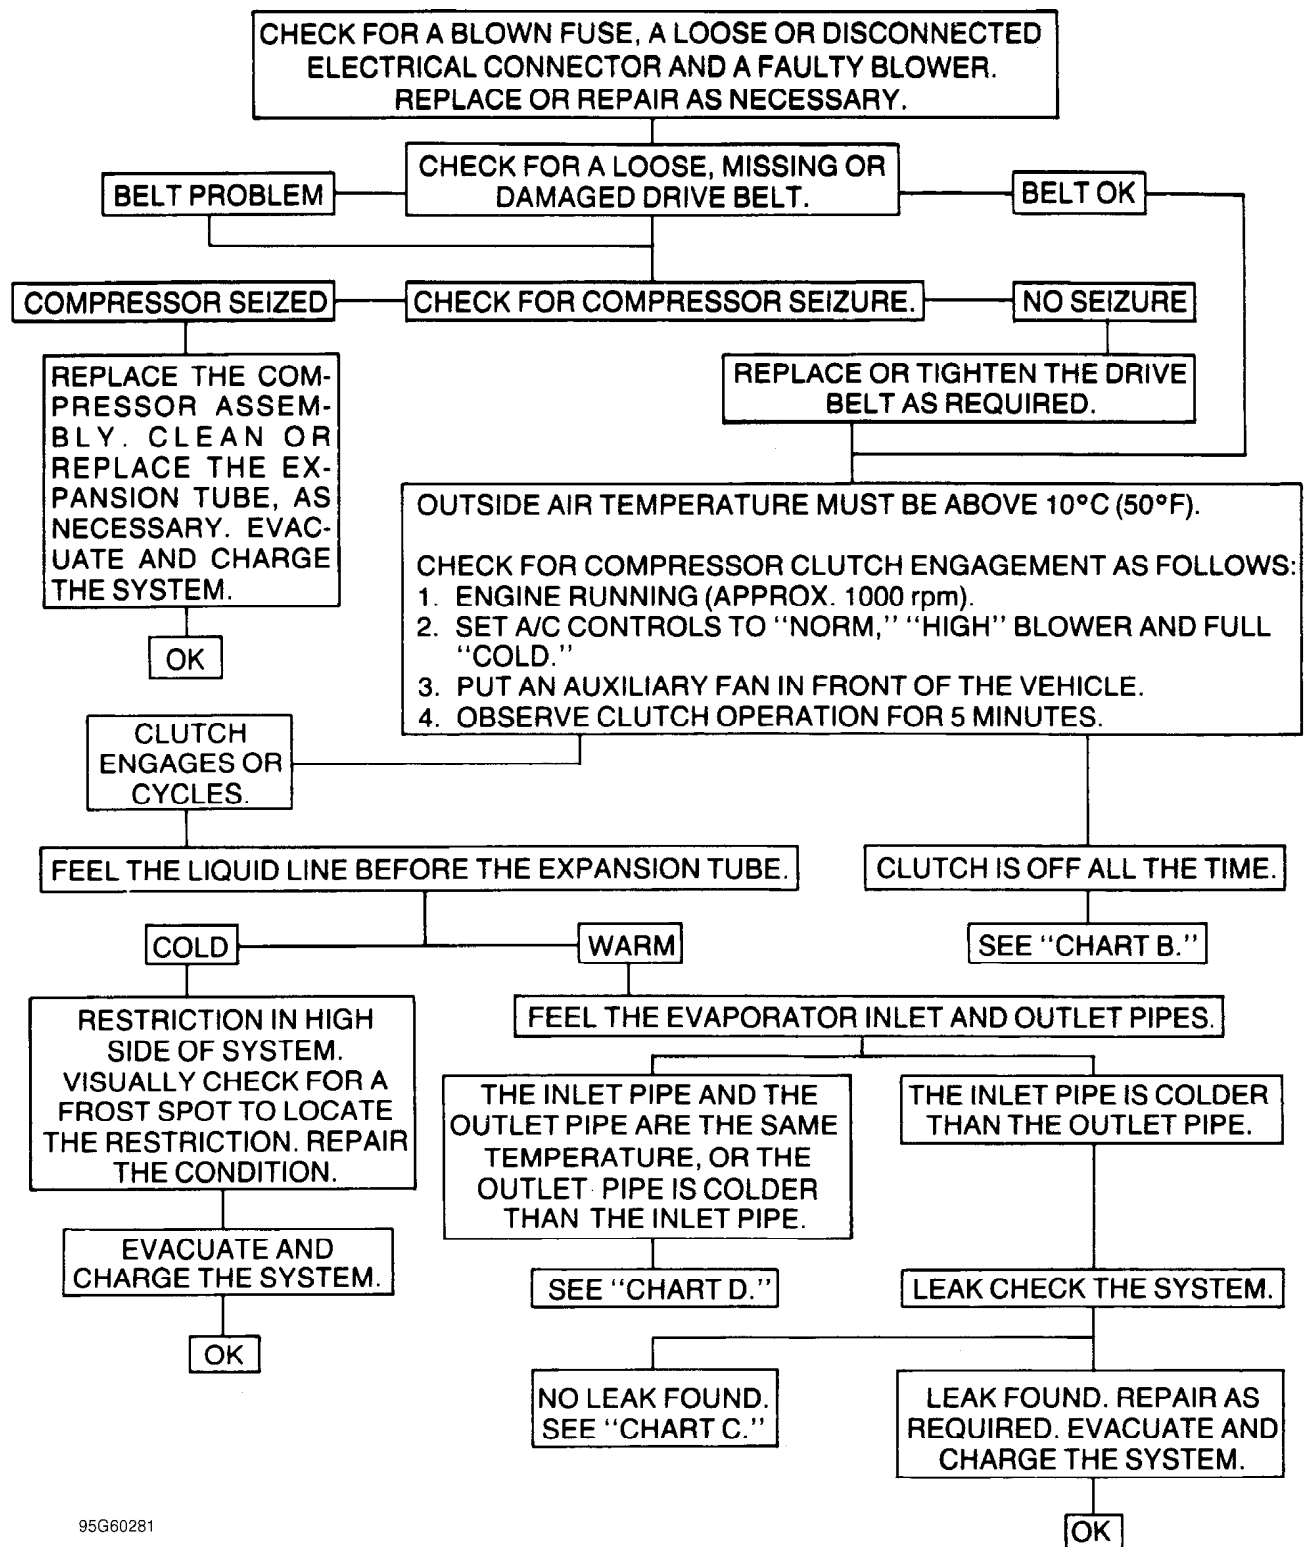 CHECK FOR A BLOWN FUSE, A LOOSE OR DISCONNECTED
ELECTRICAL CONNECTOR AND A FAULTY BLOWER.
REPLACE OR REPAIR AS NECESSARY.
CHECK FOR A LOOSE, MISSING OR
DAMAGED DRIVE BELT.
BELT PROBLEM
BELT OK
COMPRESSOR SEIZED
CHECK FOR COMPRESSOR SEIZURE.
NO SEIZURE
REPLACE THE COM-
PRESSOR ASSEM-
BLY. CLEAN OR
REPLACE THE EX-
PANSION TUBE, AS
NECESSARY. EVAC-
UATE AND CHARGE
THE SYSTEM.
OK
REPLACE OR TIGHTEN THE DRIVE
BELT AS REQUIRED.
OUTSIDE AIR TEMPERATURE MUST BE ABOVE 10°C (50°F).
CHECK FOR COMPRESSOR CLUTCH ENGAGEMENT AS FOLLOWS:
1. ENGINE RUNNING (APPROX. 1000 rpm).
2. SET A/C CONTROLS TO "NORM," "HIGH" BLOWER AND FULL
"COLD."
3. PUT AN AUXILIARY FAN IN FRONT OF THE VEHICLE.
4. OBSERVE CLUTCH OPERATION FOR 5 MINUTES.
CLUTCH
ENGAGES OR
CYCLES.
FEEL THE LIQUID LINE BEFORE THE EXPANSION TUBE.
CLUTCH IS OFF ALL THE TIME.
COLD
WARM
SEE "CHART B."
RESTRICTION IN HIGH
SIDE OF SYSTEM.
VISUALLY CHECK FOR A
FROST SPOT TO LOCATE
THE RESTRICTION. REPAIR
THE CONDITION.
EVACUATE AND
CHARGE THE SYSTEM.
OK
FEEL THE EVAPORATOR INLET AND OUTLET PIPES.
THE INLET PIPE AND THE
OUTLET PIPE ARE THE SAME
TEMPERATURE, OR THE
OUTLET PIPE IS COLDER
THAN THE INLET PIPE.
SEE "CHART D."
THE INLET PIPE IS COLDER
THAN THE OUTLET PIPE.
LEAK CHECK THE SYSTEM.
NO LEAK FOUND.
SEE "CHART C."
LEAK FOUND. REPAIR AS
REQUIRED. EVACUATE AND
CHARGE THE SYSTEM.
OK
95G60281